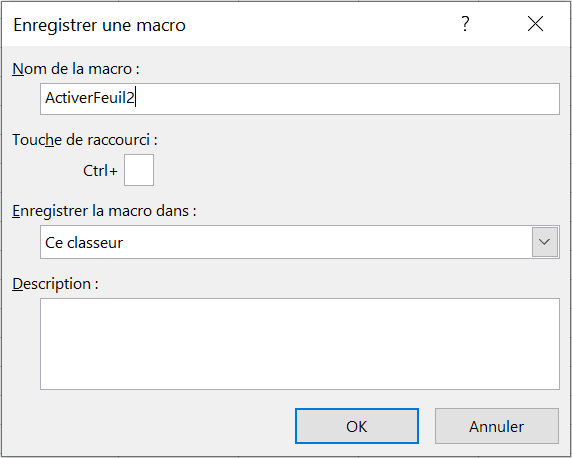 Enregistrer une macro ?
Nom de la macro :
ActiverFeuil2
Touche de raccourci :
Ctrl+
Enregistrer la macro dans :
Ce classeur
Description :
OK Annuler